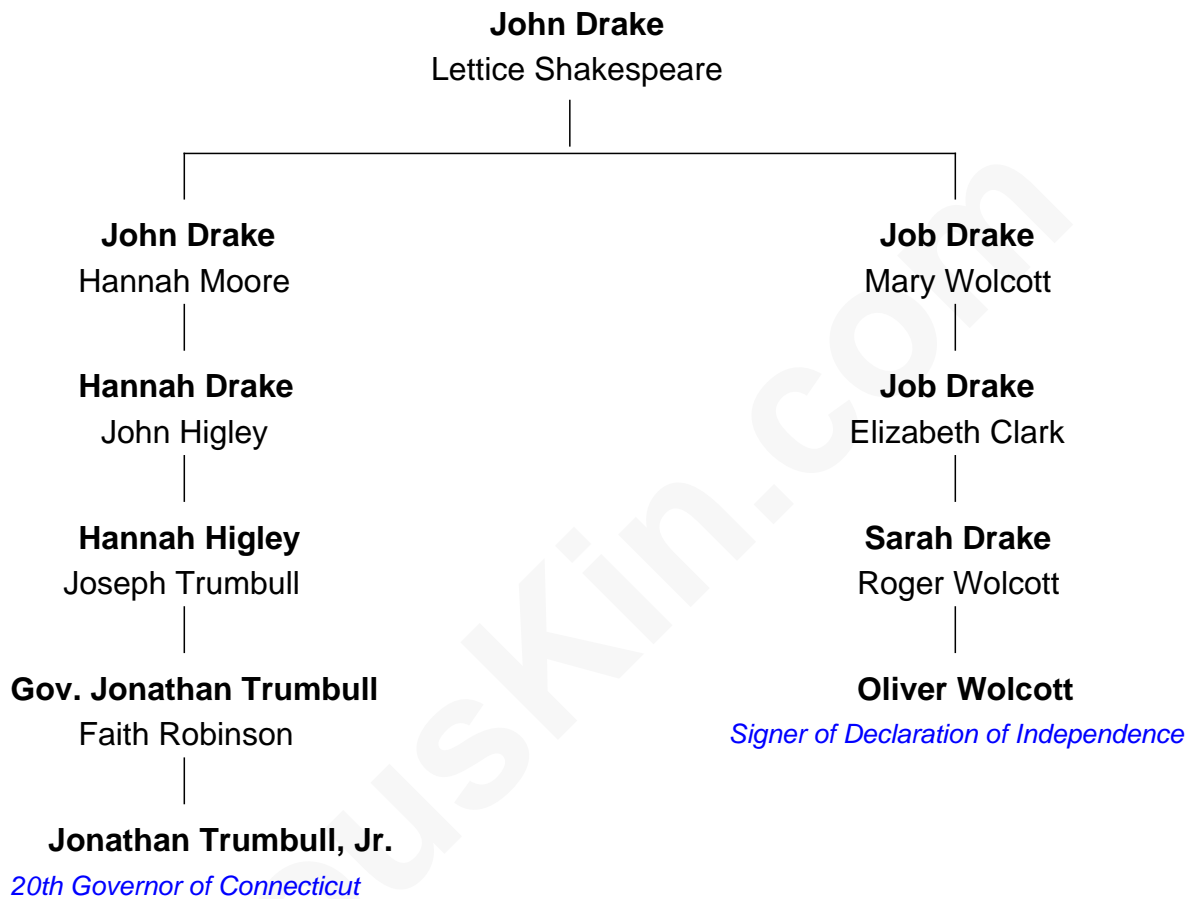 John Drake
Lettice Shakespeare
John Drake
Hannah Moore
Job Drake
Mary Wolcott
Hannah Drake
John Higley
Job Drake
Elizabeth Clark
Hannah Higley
Joseph Trumbull
Sarah Drake
Roger Wolcott
Gov. Jonathan Trumbull
Faith Robinson
Oliver Wolcott
Signer of Declaration of Independence
Jonathan Trumbull, Jr.
20th Governor of Connecticut
ousKin.com